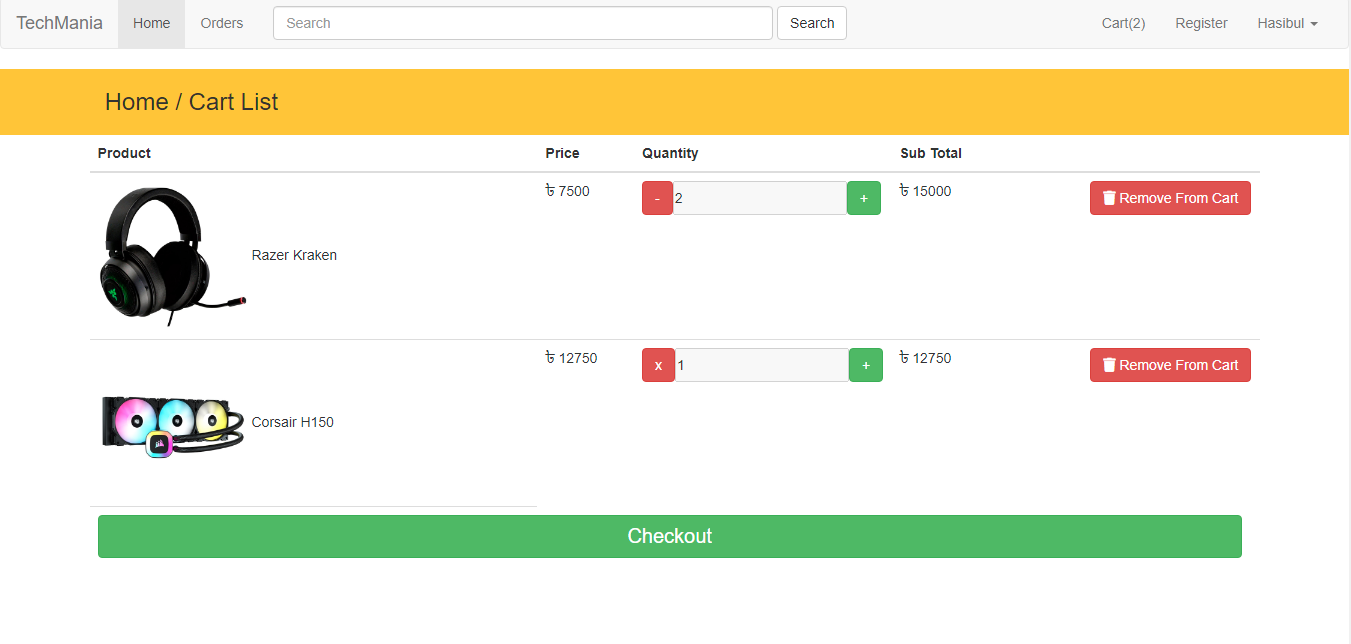 TechMania Home Orders Search Search Cart(2) Register Hasibul
Home / Cart List
Product Price Quantity Sub Total
৳ 7500 - 2 + ৳ 15000 Remove From Cart
Razer Kraken
৳ 12750 x 1 + ৳ 12750 Remove From Cart
Corsair H150
Checkout